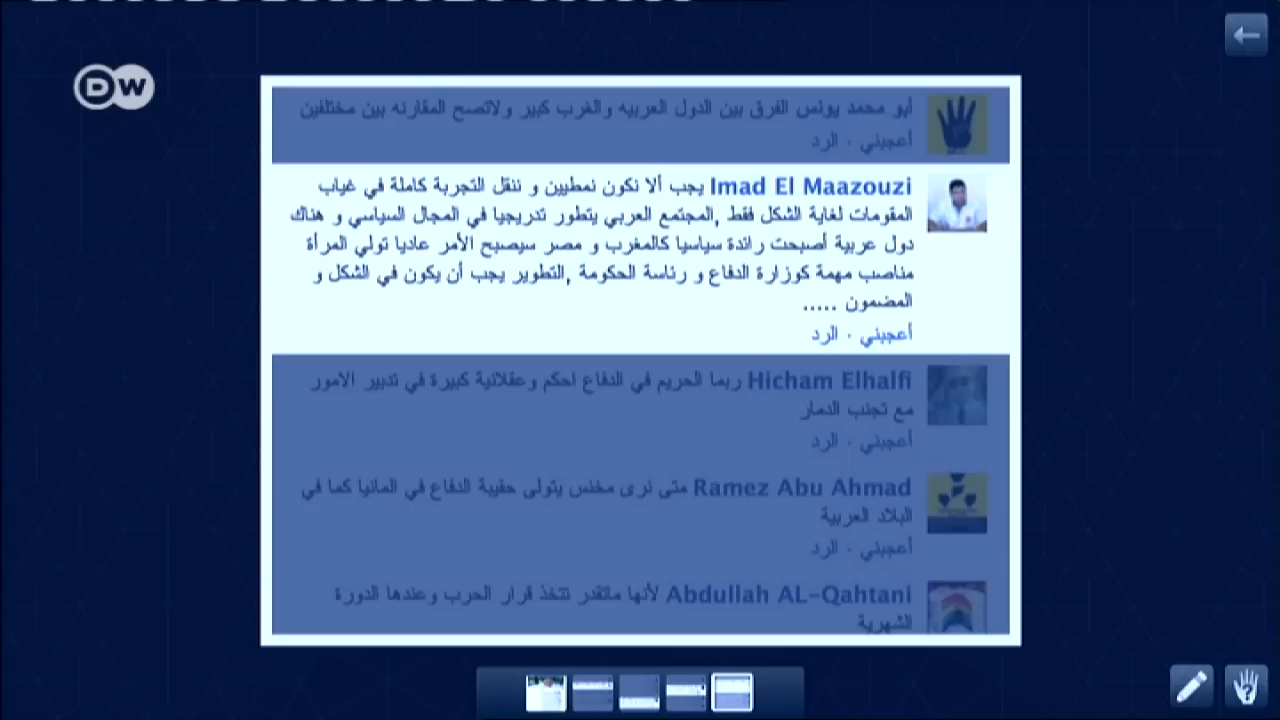 DW
أبو محمد يونس الفرق بين الدول العربيه والغرب كبير ولاتصح المقارنه بين مختلفين
أعجبني · الرد
Imad El Maazouzi يجب ألا نكون نمطيين و ننقل التجربة كاملة في غياب
المقومات لغاية الشكل فقط ,المجتمع العربي يتطور تدريجيا في المجال السياسي و هناك
دول عربية أصبحت رائدة سياسيا كالمغرب و مصر سيصبح الأمر عاديا تولي المرأة
مناصب مهمة كوزارة الدفاع و رئاسة الحكومة ,التطوير يجب أن يكون في الشكل و
المضمون .....
أعجبني · الرد
Hicham Elhalfi ربما الحريم في الدفاع احكم وعقلانية كبيرة في تدبير الامور
مع تجنب الدمار
أعجبني · الرد
Ramez Abu Ahmad متى نرى مخنس يتولى حقيبة الدفاع في المانيا كما في
البلاد العربية
أعجبني · الرد
Abdullah AL-Qahtani لأنها ماتقدر تتخذ قرار الحرب وعندها الدورة
الشهرية